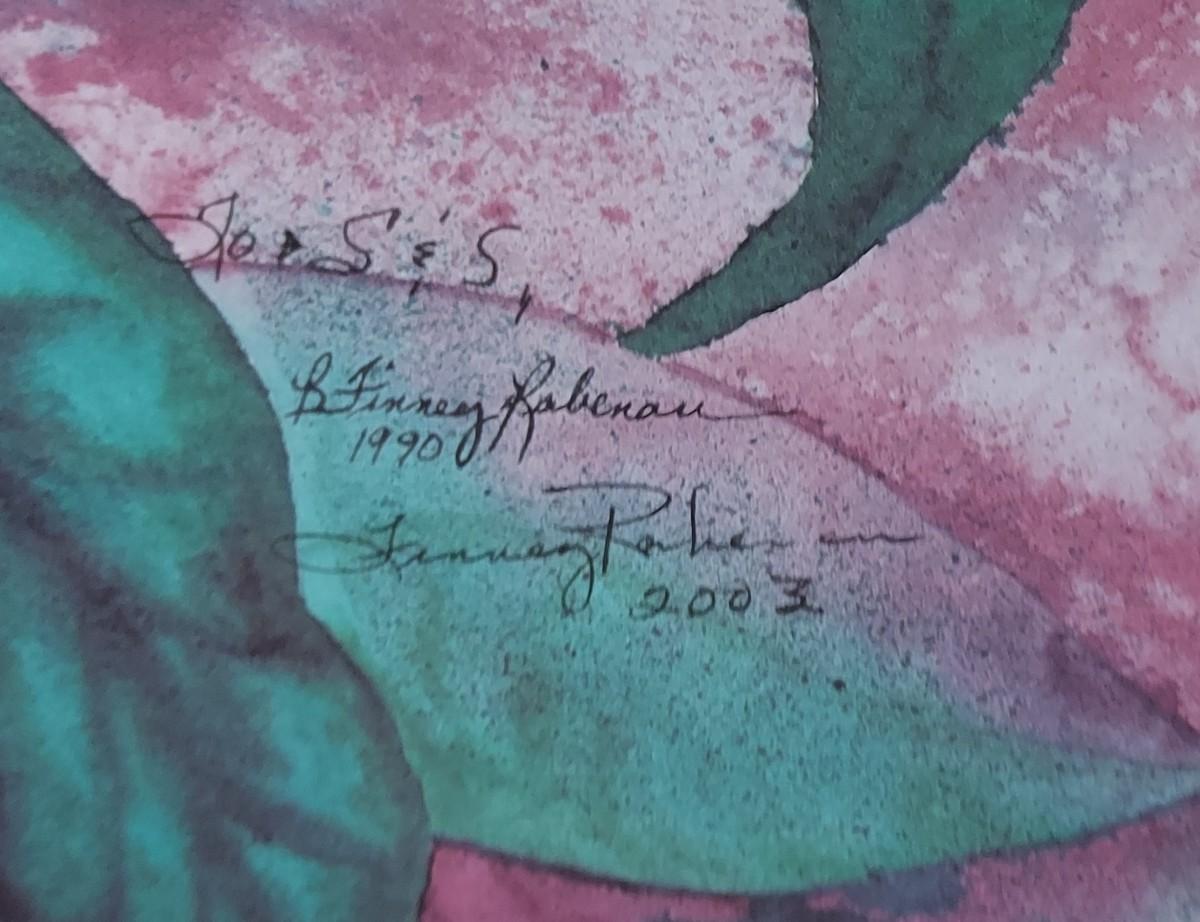 For S & S,
B Finney Rabenau
1990
Finney Rabenau
2003